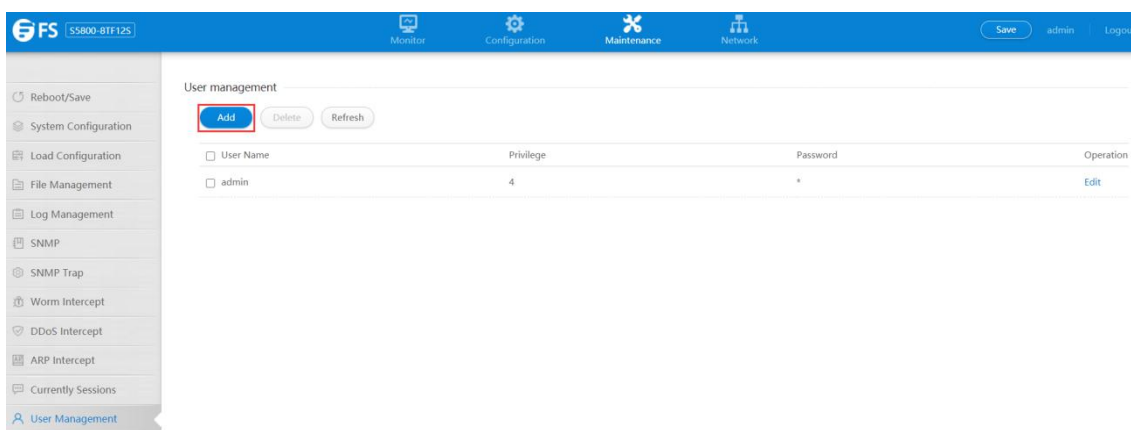 FS S5800-8TF12S
Monitor Configuration Maintenance Network
Save admin Logou
User management
Add Delete Refresh
User Name Privilege Password Operation
admin 4 * Edit
Reboot/Save
System Configuration
Load Configuration
File Management
Log Management
SNMP
SNMP Trap
Worm Intercept
DDoS Intercept
ARP Intercept
Currently Sessions
User Management